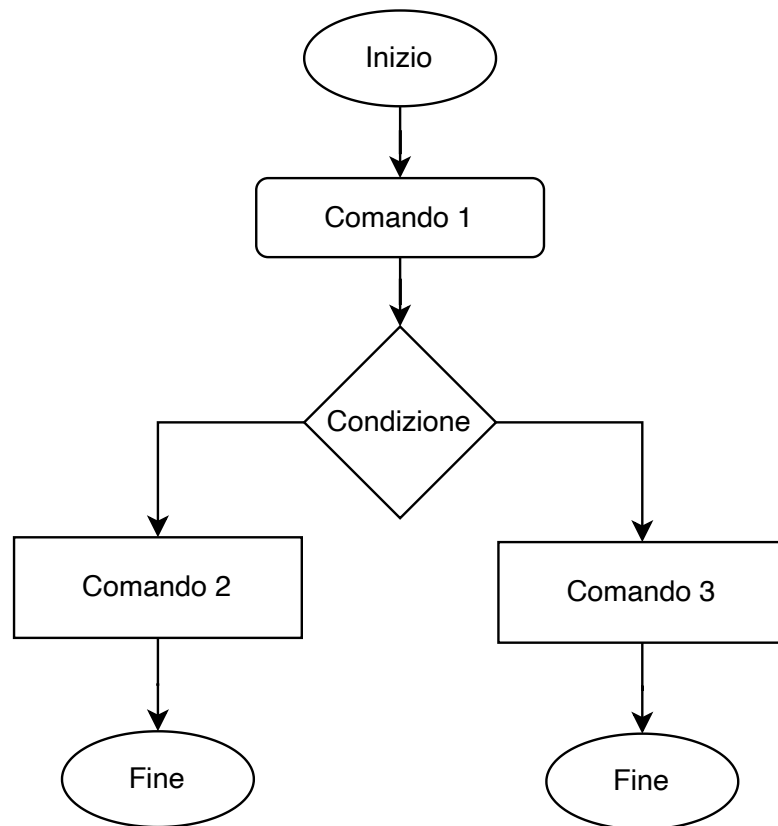 Inizio
Comando 1
Condizione
Comando 2
Comando 3
Fine
Fine